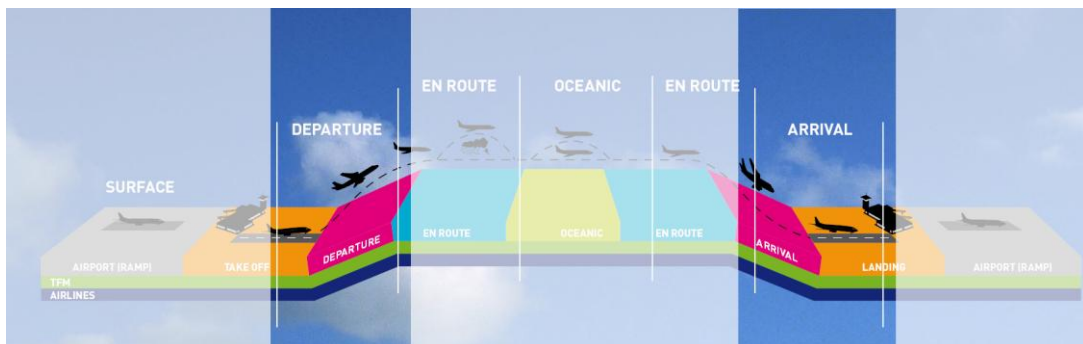 EN ROUTE
OCEANIC
EN ROUTE
DEPARTURE
ARRIVAL
SURFACE
AIRPORT (RAMP)
TAKE OFF
DEPARTURE
EN ROUTE
OCEANIC
EN ROUTE
ARRIVAL
LANDING
AIRPORT (RAMP)
TFM
AIRLINES